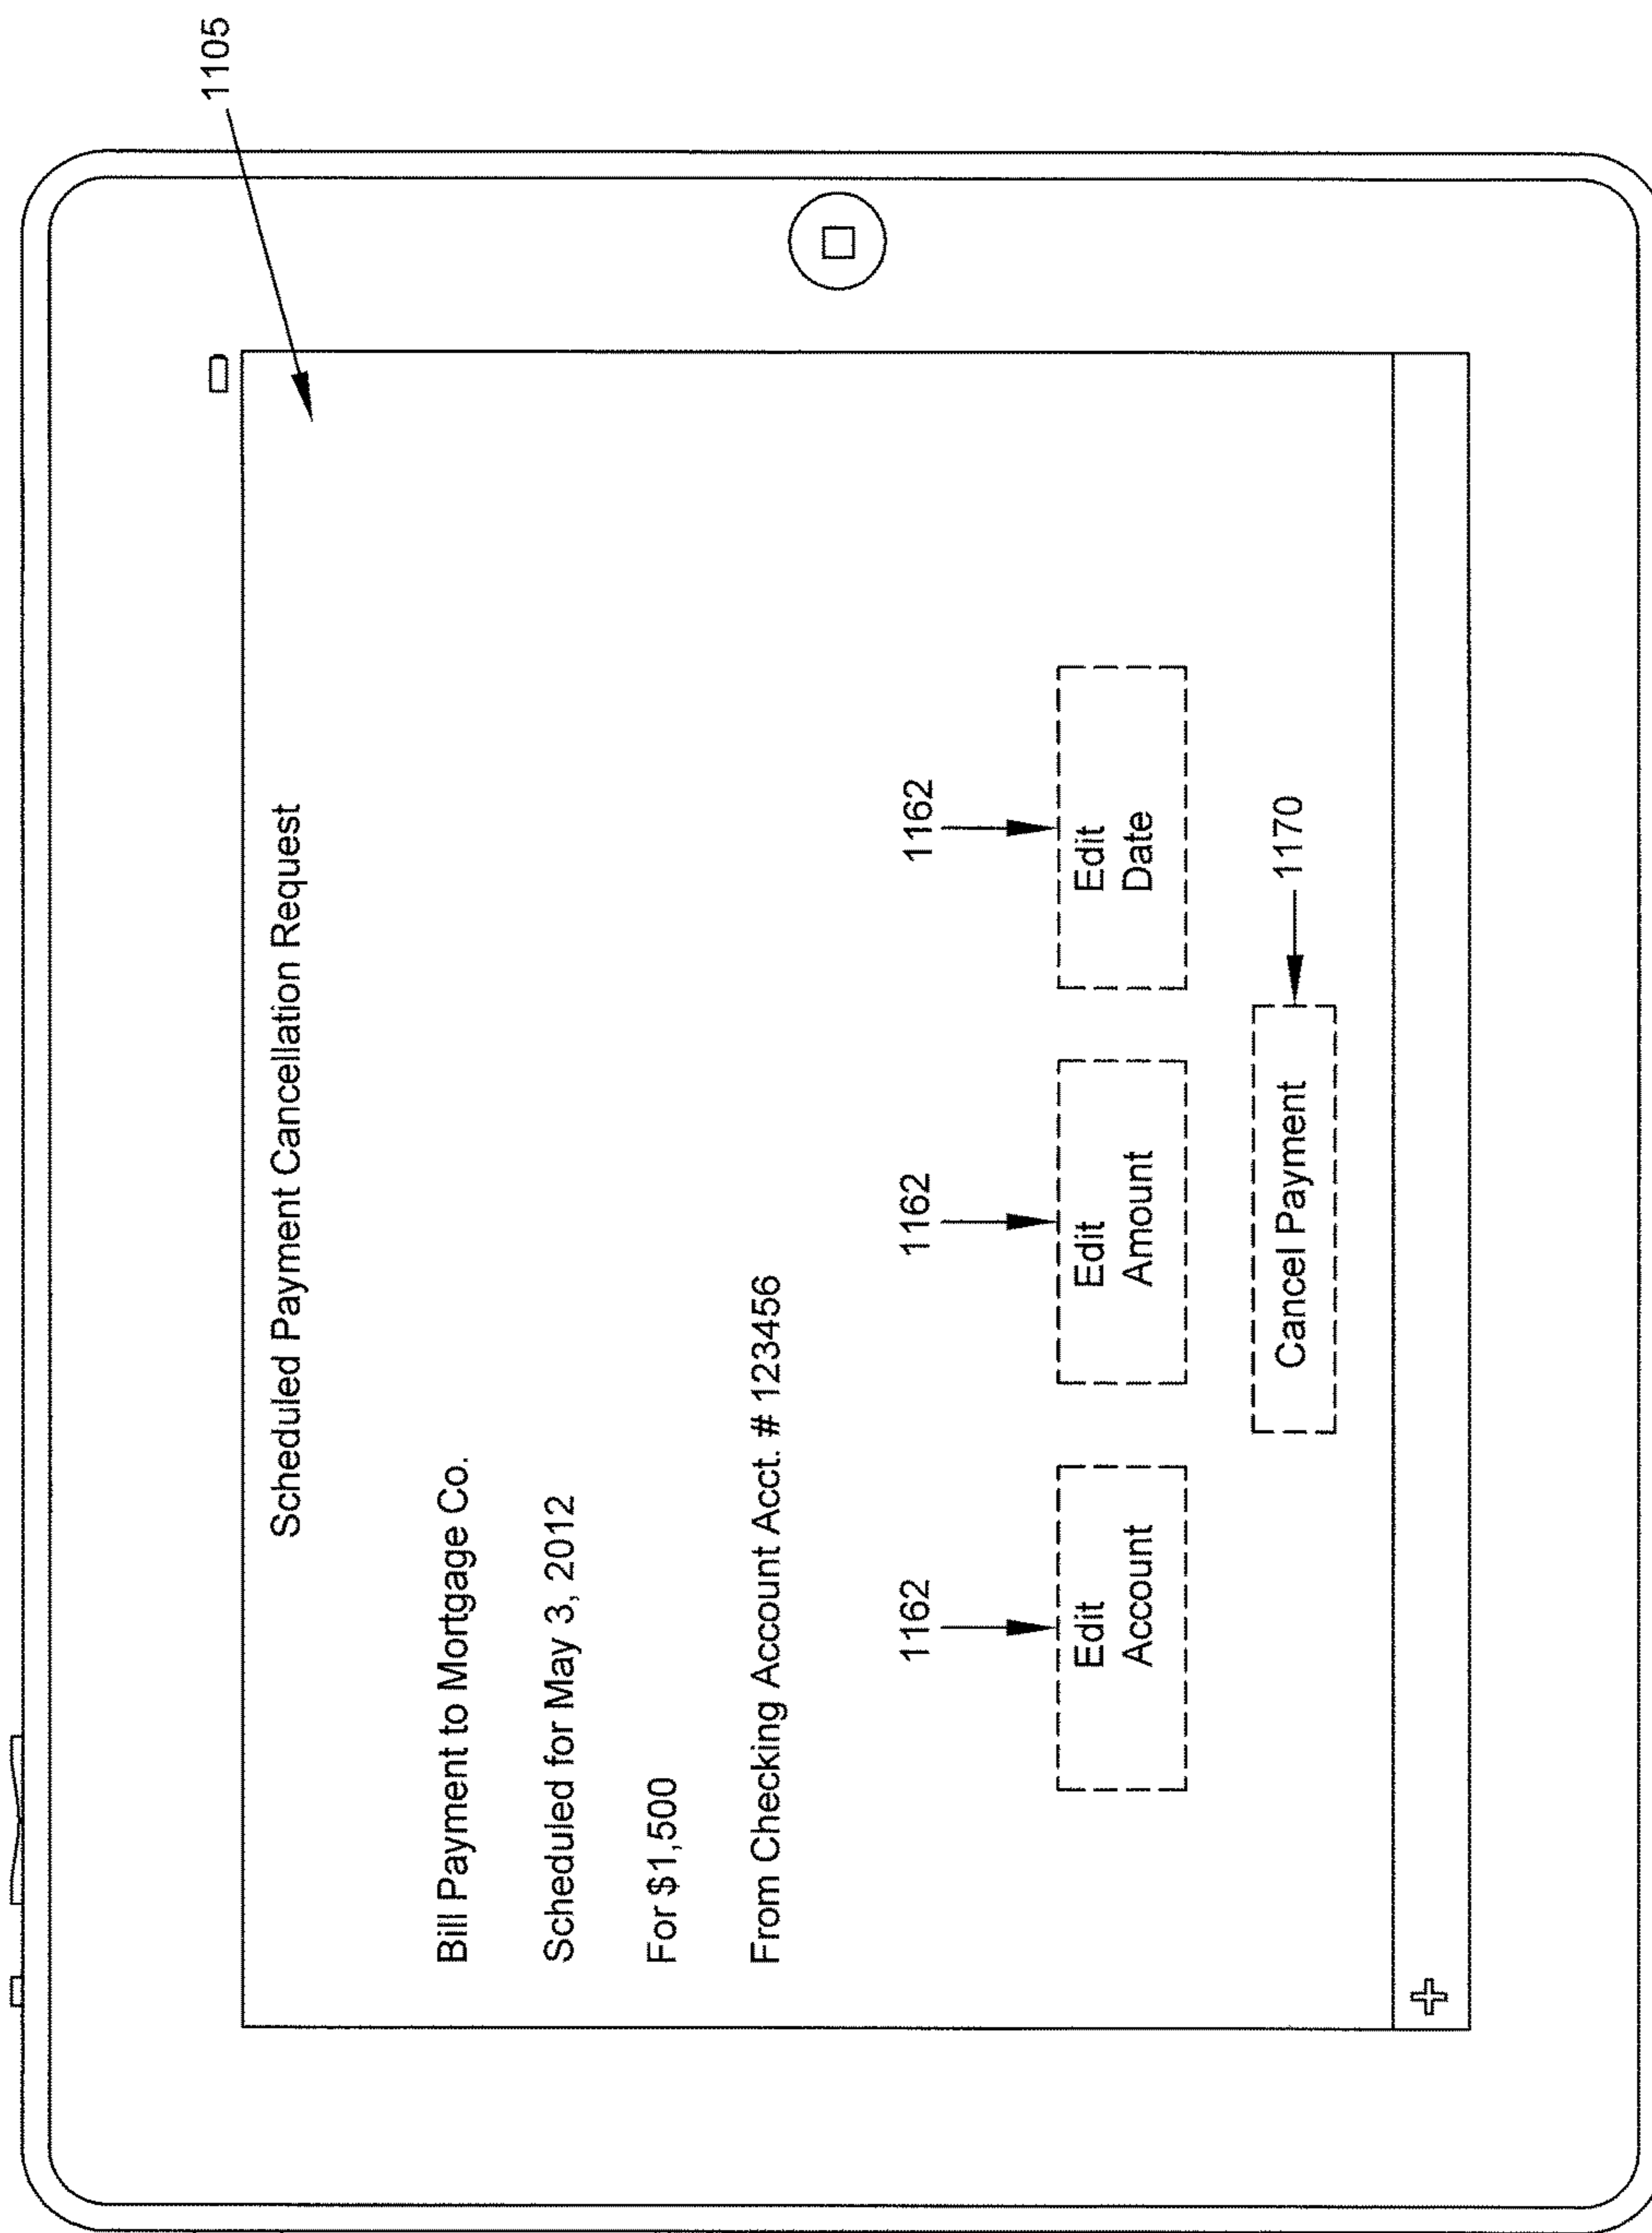 1105
Scheduled Payment Cancellation Request
Bill Payment to Mortgage Co.
Scheduled for May 3, 2012
For $1,500
From Checking Account Acct. # 123456
1162
1162
1162
Edit
Account
Edit
Amount
Edit
Date
Cancel Payment
1170